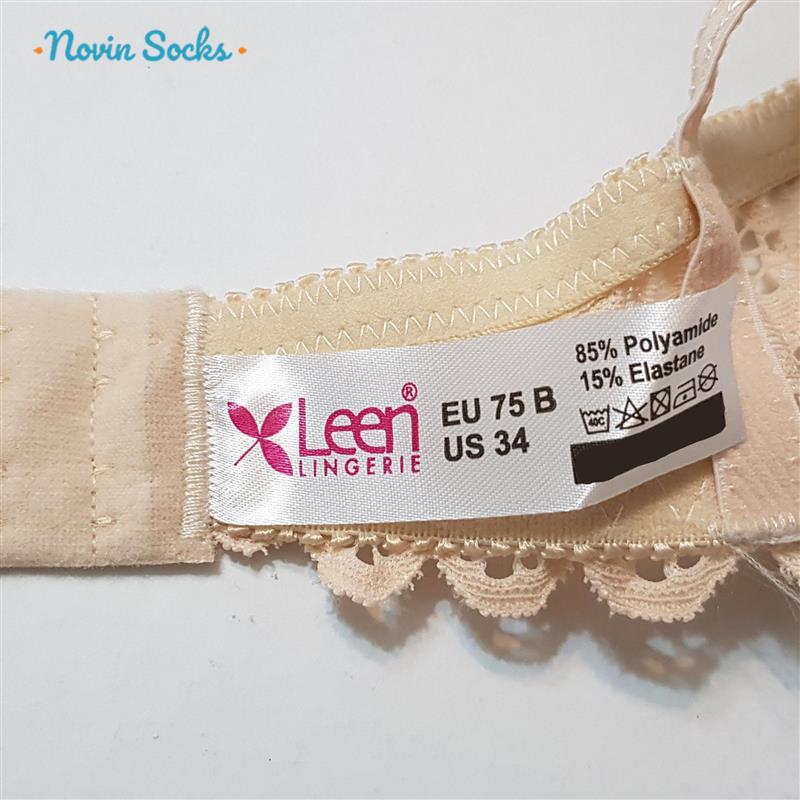 Novin Socks
Leen®
LINGERIE
EU 75 B
US 34
85% Polyamide
15% Elastane
40C